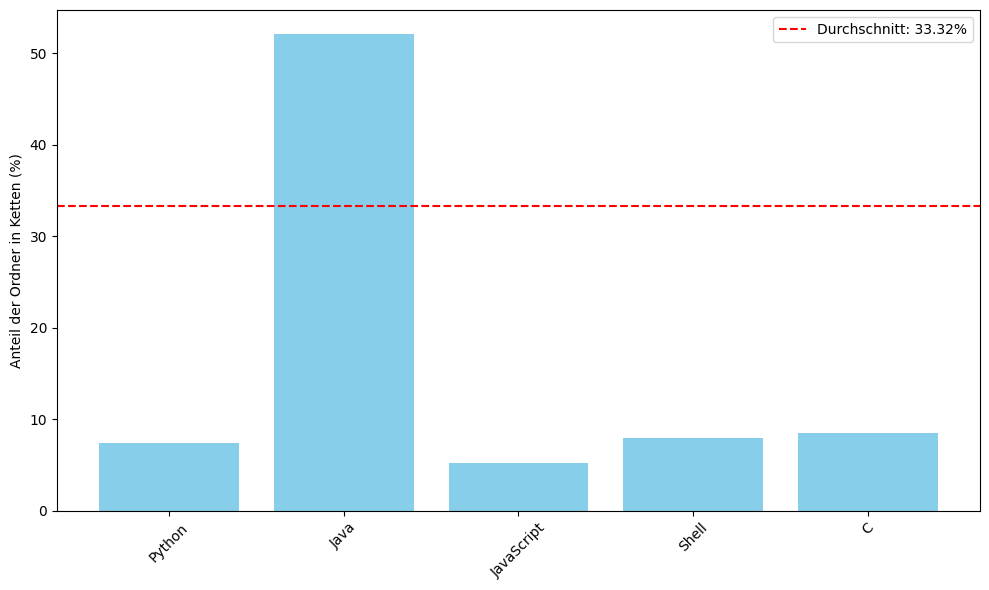 Durchschnitt: 33.32%
Anteil der Ordner in Ketten (%)
50
40
30
20
10
0
Python
Java
JavaScript
Shell
C